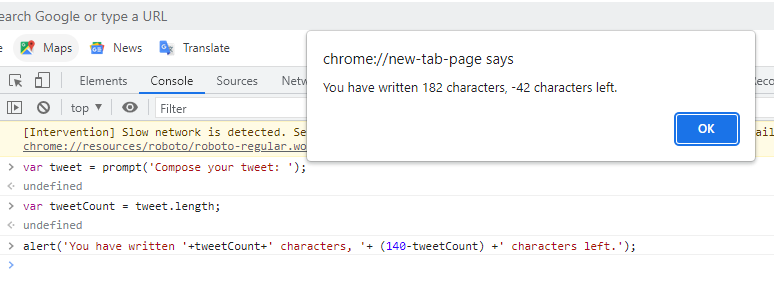 earch Google or type a URL
Maps News Translate
chrome://new-tab-page says
You have written 182 characters, -42 characters left.
OK
Elements Console Sources Netw
top Filter
[Intervention] Slow network is detected. Se
chrome://resources/roboto/roboto-regular.wo
> var tweet = prompt('Compose your tweet: ');
undefined
> var tweetCount = tweet.length;
undefined
> alert('You have written '+tweetCount+' characters, '+ (140-tweetCount) +' characters left.');
>